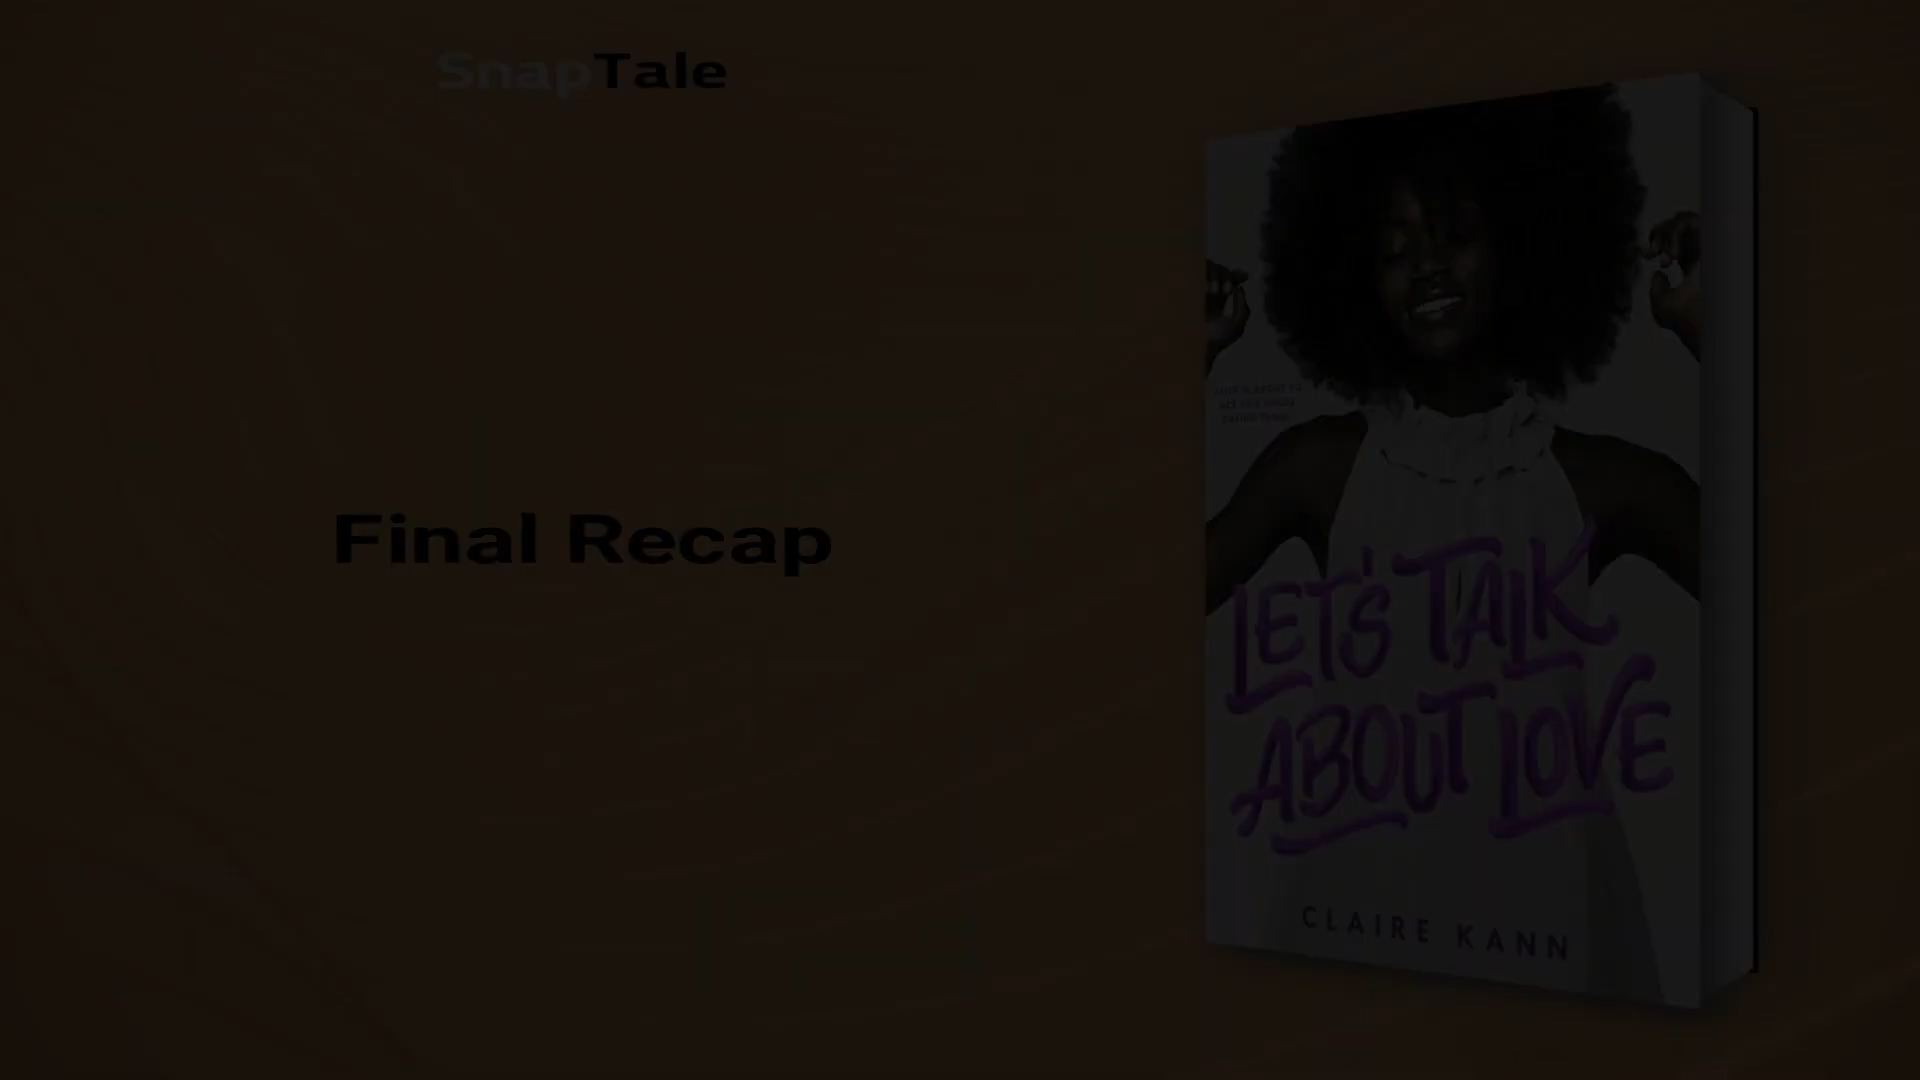 SnapTale
Final Recap
LET'S TALK
ABOUT LOVE
CLAIRE KANN